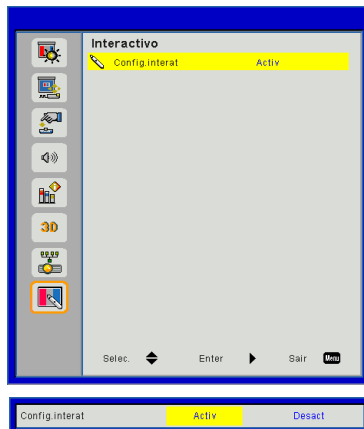 Interactivo
Config.interat Activ
3D
Selec. Enter Sair Menu
Config.interat Activ Desact